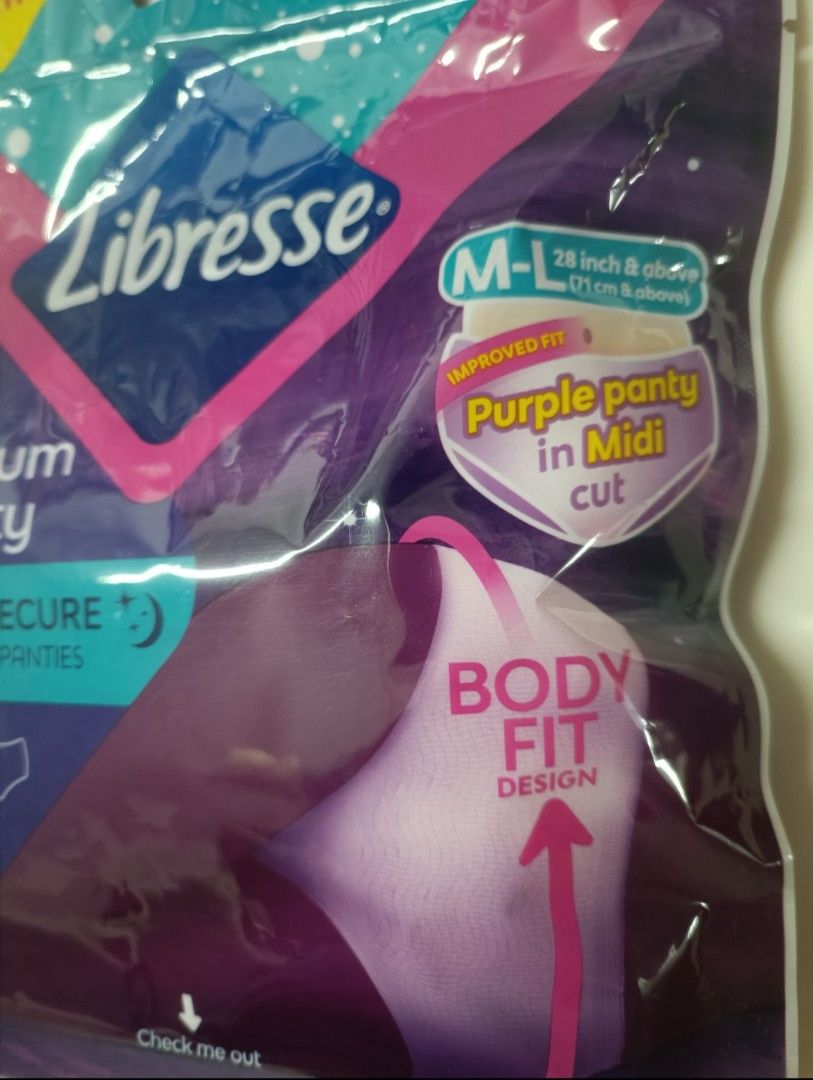 Libresse®
M-L 28 inch & above
(71 cm & above)
IMPROVED FIT
Purple panty
in Midi
cut
um
ty
ECURE
PANTIES
BODY
FIT
DESIGN
Check me out